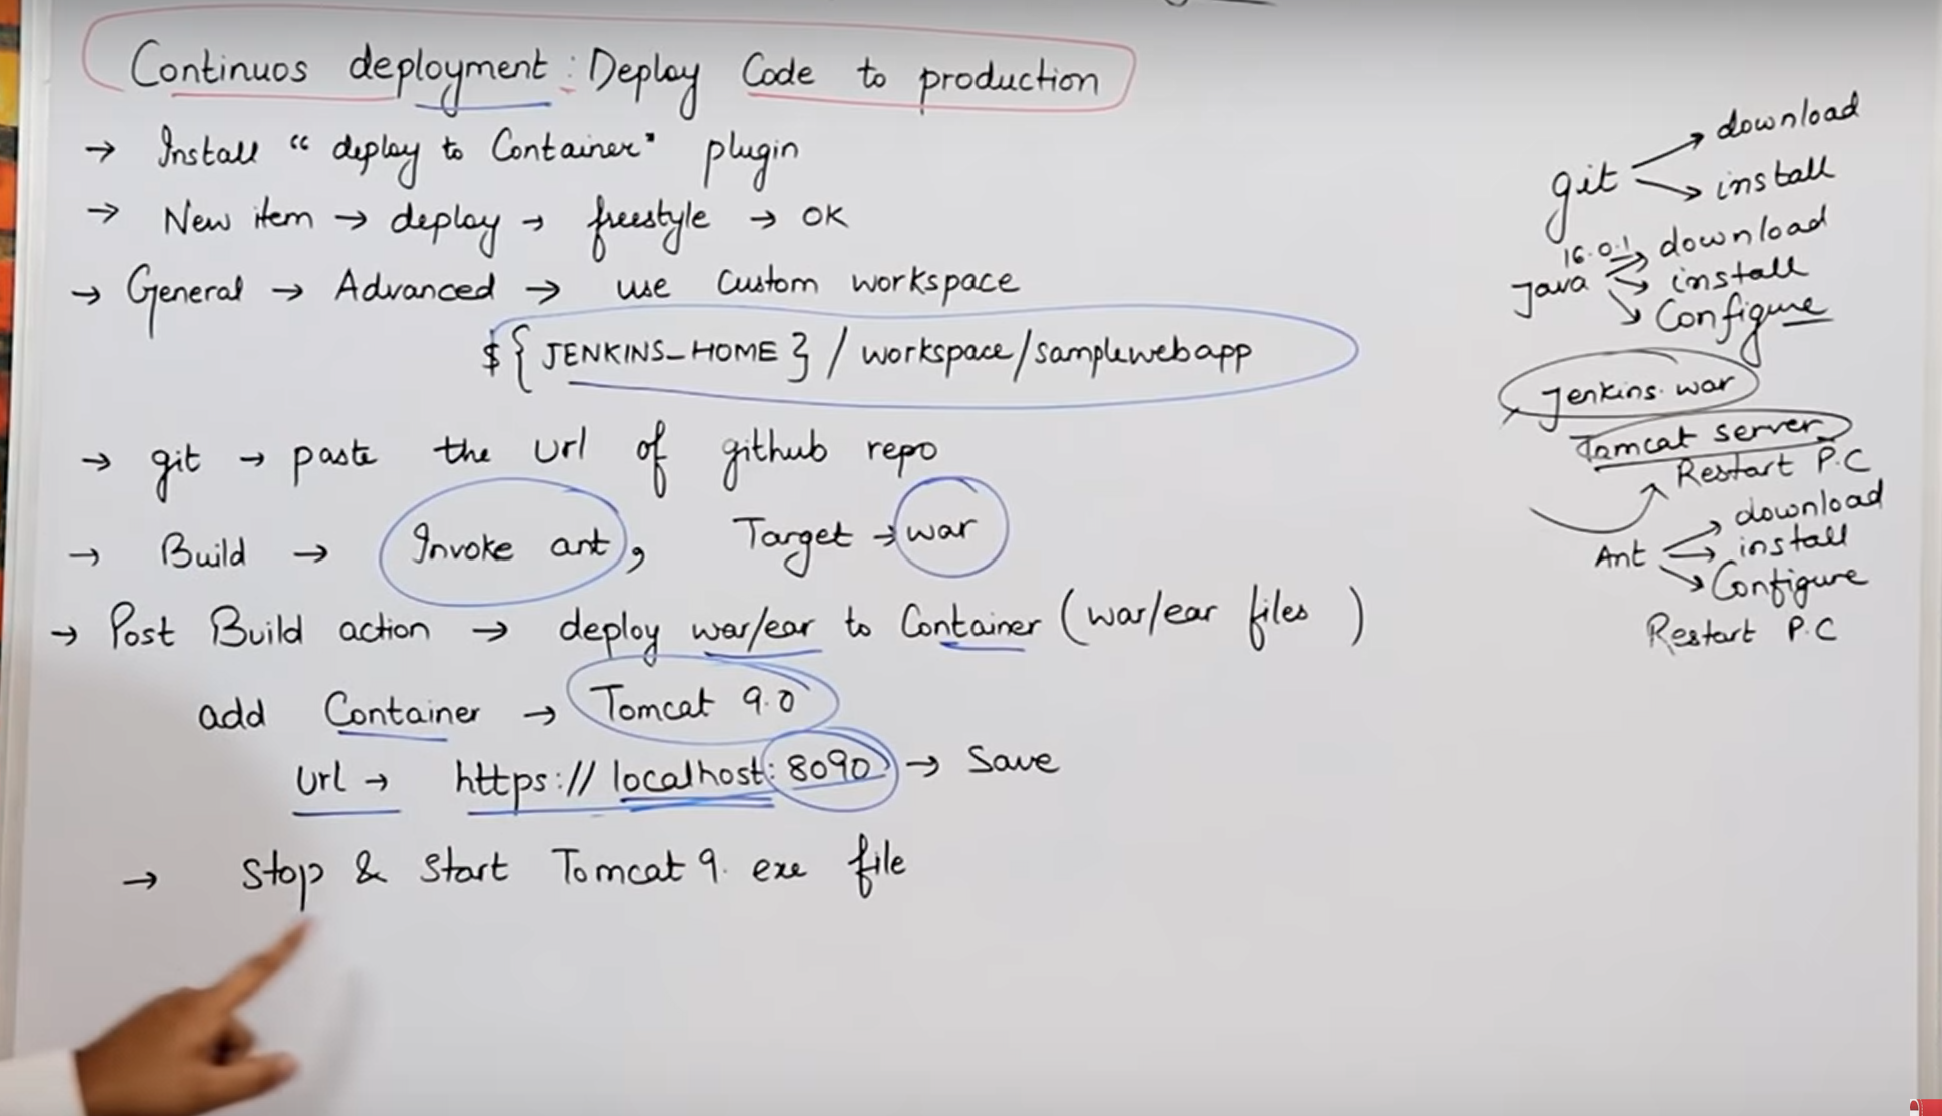 Continuos deployment : Deploy Code to production
→ Install "deploy to Container" plugin
→ New item → deploy → freestyle → OK
→ General → Advanced → use Custom workspace
${JENKINS_HOME} / workspace/samplewebapp
→ git → paste the url of github repo
→ Build → Invoke ant, Target → war
→ Post Build action → deploy war/ear to Container (war/ear files )
add Container → Tomcat 9.0
url → https://localhost:8090 → Save
→ Stop & Start Tomcat 9. exe file
git → download
→ install
Java 16.0.1 → download
→ install
→ Configure
Jenkins.war
Tomcat server
Restart P.C
Ant → download
→ install
→ Configure
Restart P.C